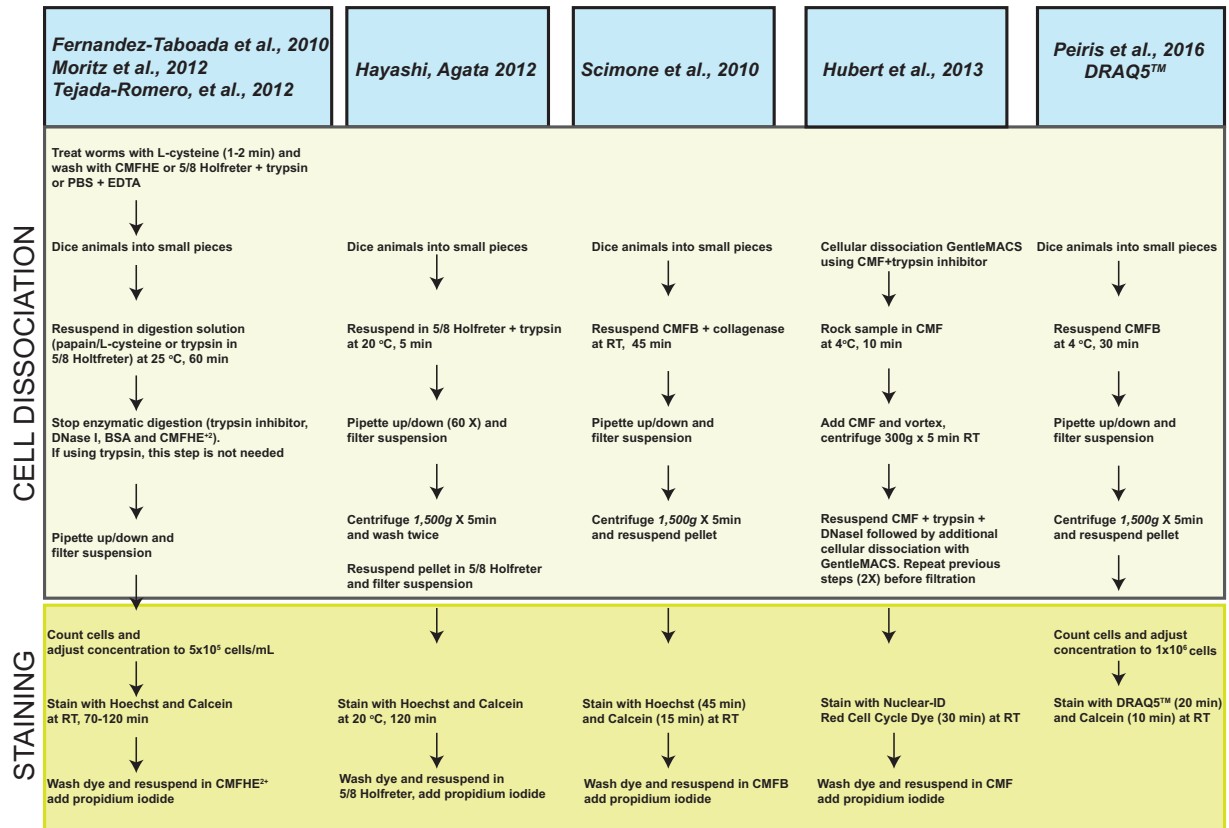 Fernandez-Taboada et al., 2010
Moritz et al., 2012
Tejada-Romero, et al., 2012
Hayashi, Agata 2012
Scimone et al., 2010
Hubert et al., 2013
Peiris et al., 2016
DRAQ5™
CELL DISSOCIATION
Treat worms with L-cysteine (1-2 min) and
wash with CMFHE or 5/8 Holfreter + trypsin
or PBS + EDTA
Dice animals into small pieces
Resuspend in digestion solution
(papain/L-cysteine or trypsin in
5/8 Holtfreter) at 25 °C, 60 min
Stop enzymatic digestion (trypsin inhibitor,
DNase I, BSA and CMFHE⁺²).
If using trypsin, this step is not needed
Pipette up/down and
filter suspension
Dice animals into small pieces
Resuspend in 5/8 Holfreter + trypsin
at 20 °C, 5 min
Pipette up/down (60 X) and
filter suspension
Centrifuge 1,500g X 5min
and wash twice
Resuspend pellet in 5/8 Holfreter
and filter suspension
Dice animals into small pieces
Resuspend CMFB + collagenase
at RT, 45 min
Pipette up/down and
filter suspension
Centrifuge 1,500g X 5min
and resuspend pellet
Cellular dissociation GentleMACS
using CMF+trypsin inhibitor
Rock sample in CMF
at 4°C, 10 min
Add CMF and vortex,
centrifuge 300g x 5 min RT
Resuspend CMF + trypsin +
DNaseI followed by additional
cellular dissociation with
GentleMACS. Repeat previous
steps (2X) before filtration
Dice animals into small pieces
Resuspend CMFB
at 4 °C, 30 min
Pipette up/down and
filter suspension
Centrifuge 1,500g X 5min
and resuspend pellet
STAINING
Count cells and
adjust concentration to 5x10⁵ cells/mL
Stain with Hoechst and Calcein
at RT, 70-120 min
Wash dye and resuspend in CMFHE²⁺
add propidium iodide
Stain with Hoechst and Calcein
at 20 °C, 120 min
Wash dye and resuspend in
5/8 Holfreter, add propidium iodide
Stain with Hoechst (45 min)
and Calcein (15 min) at RT
Wash dye and resuspend in CMFB
add propidium iodide
Stain with Nuclear-ID
Red Cell Cycle Dye (30 min) at RT
Wash dye and resuspend in CMF
add propidium iodide
Count cells and adjust
concentration to 1x10⁶ cells
Stain with DRAQ5™ (20 min)
and Calcein (10 min) at RT